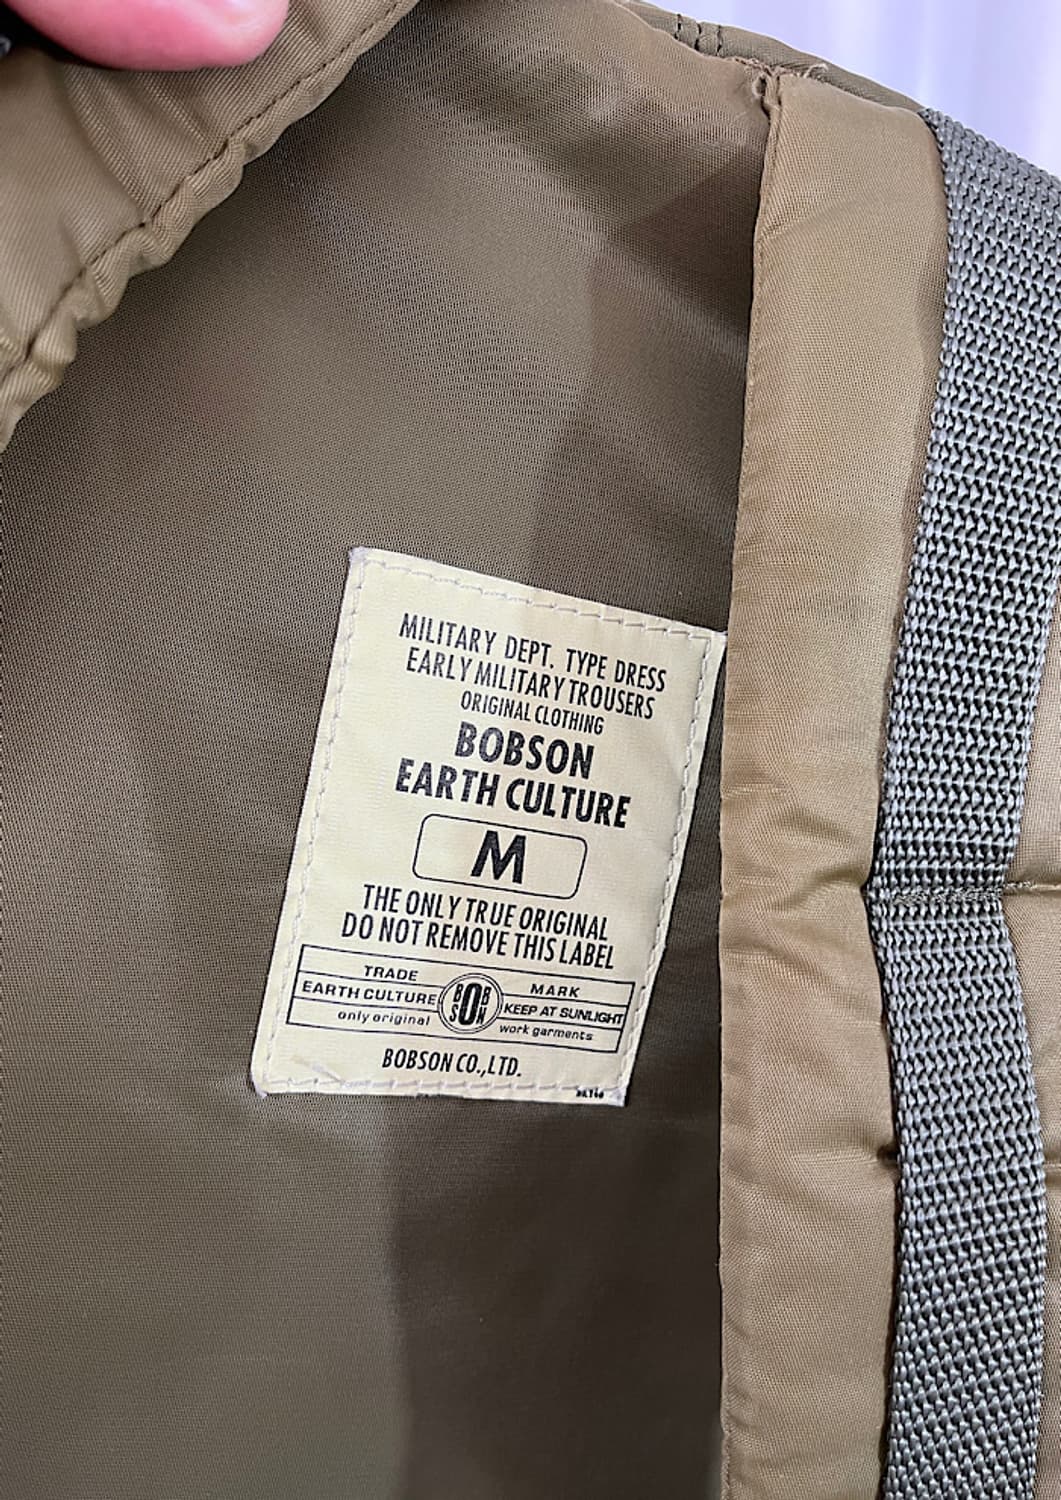 MILITARY DEPT. TYPE DRESS
EARLY MILITARY TROUSERS
ORIGINAL CLOTHING
BOBSON
EARTH CULTURE
M
THE ONLY TRUE ORIGINAL
DO NOT REMOVE THIS LABEL
TRADE MARK
EARTH CULTURE BOBSON KEEP AT SUNLIGHT
only original work garments
BOBSON CO.,LTD.